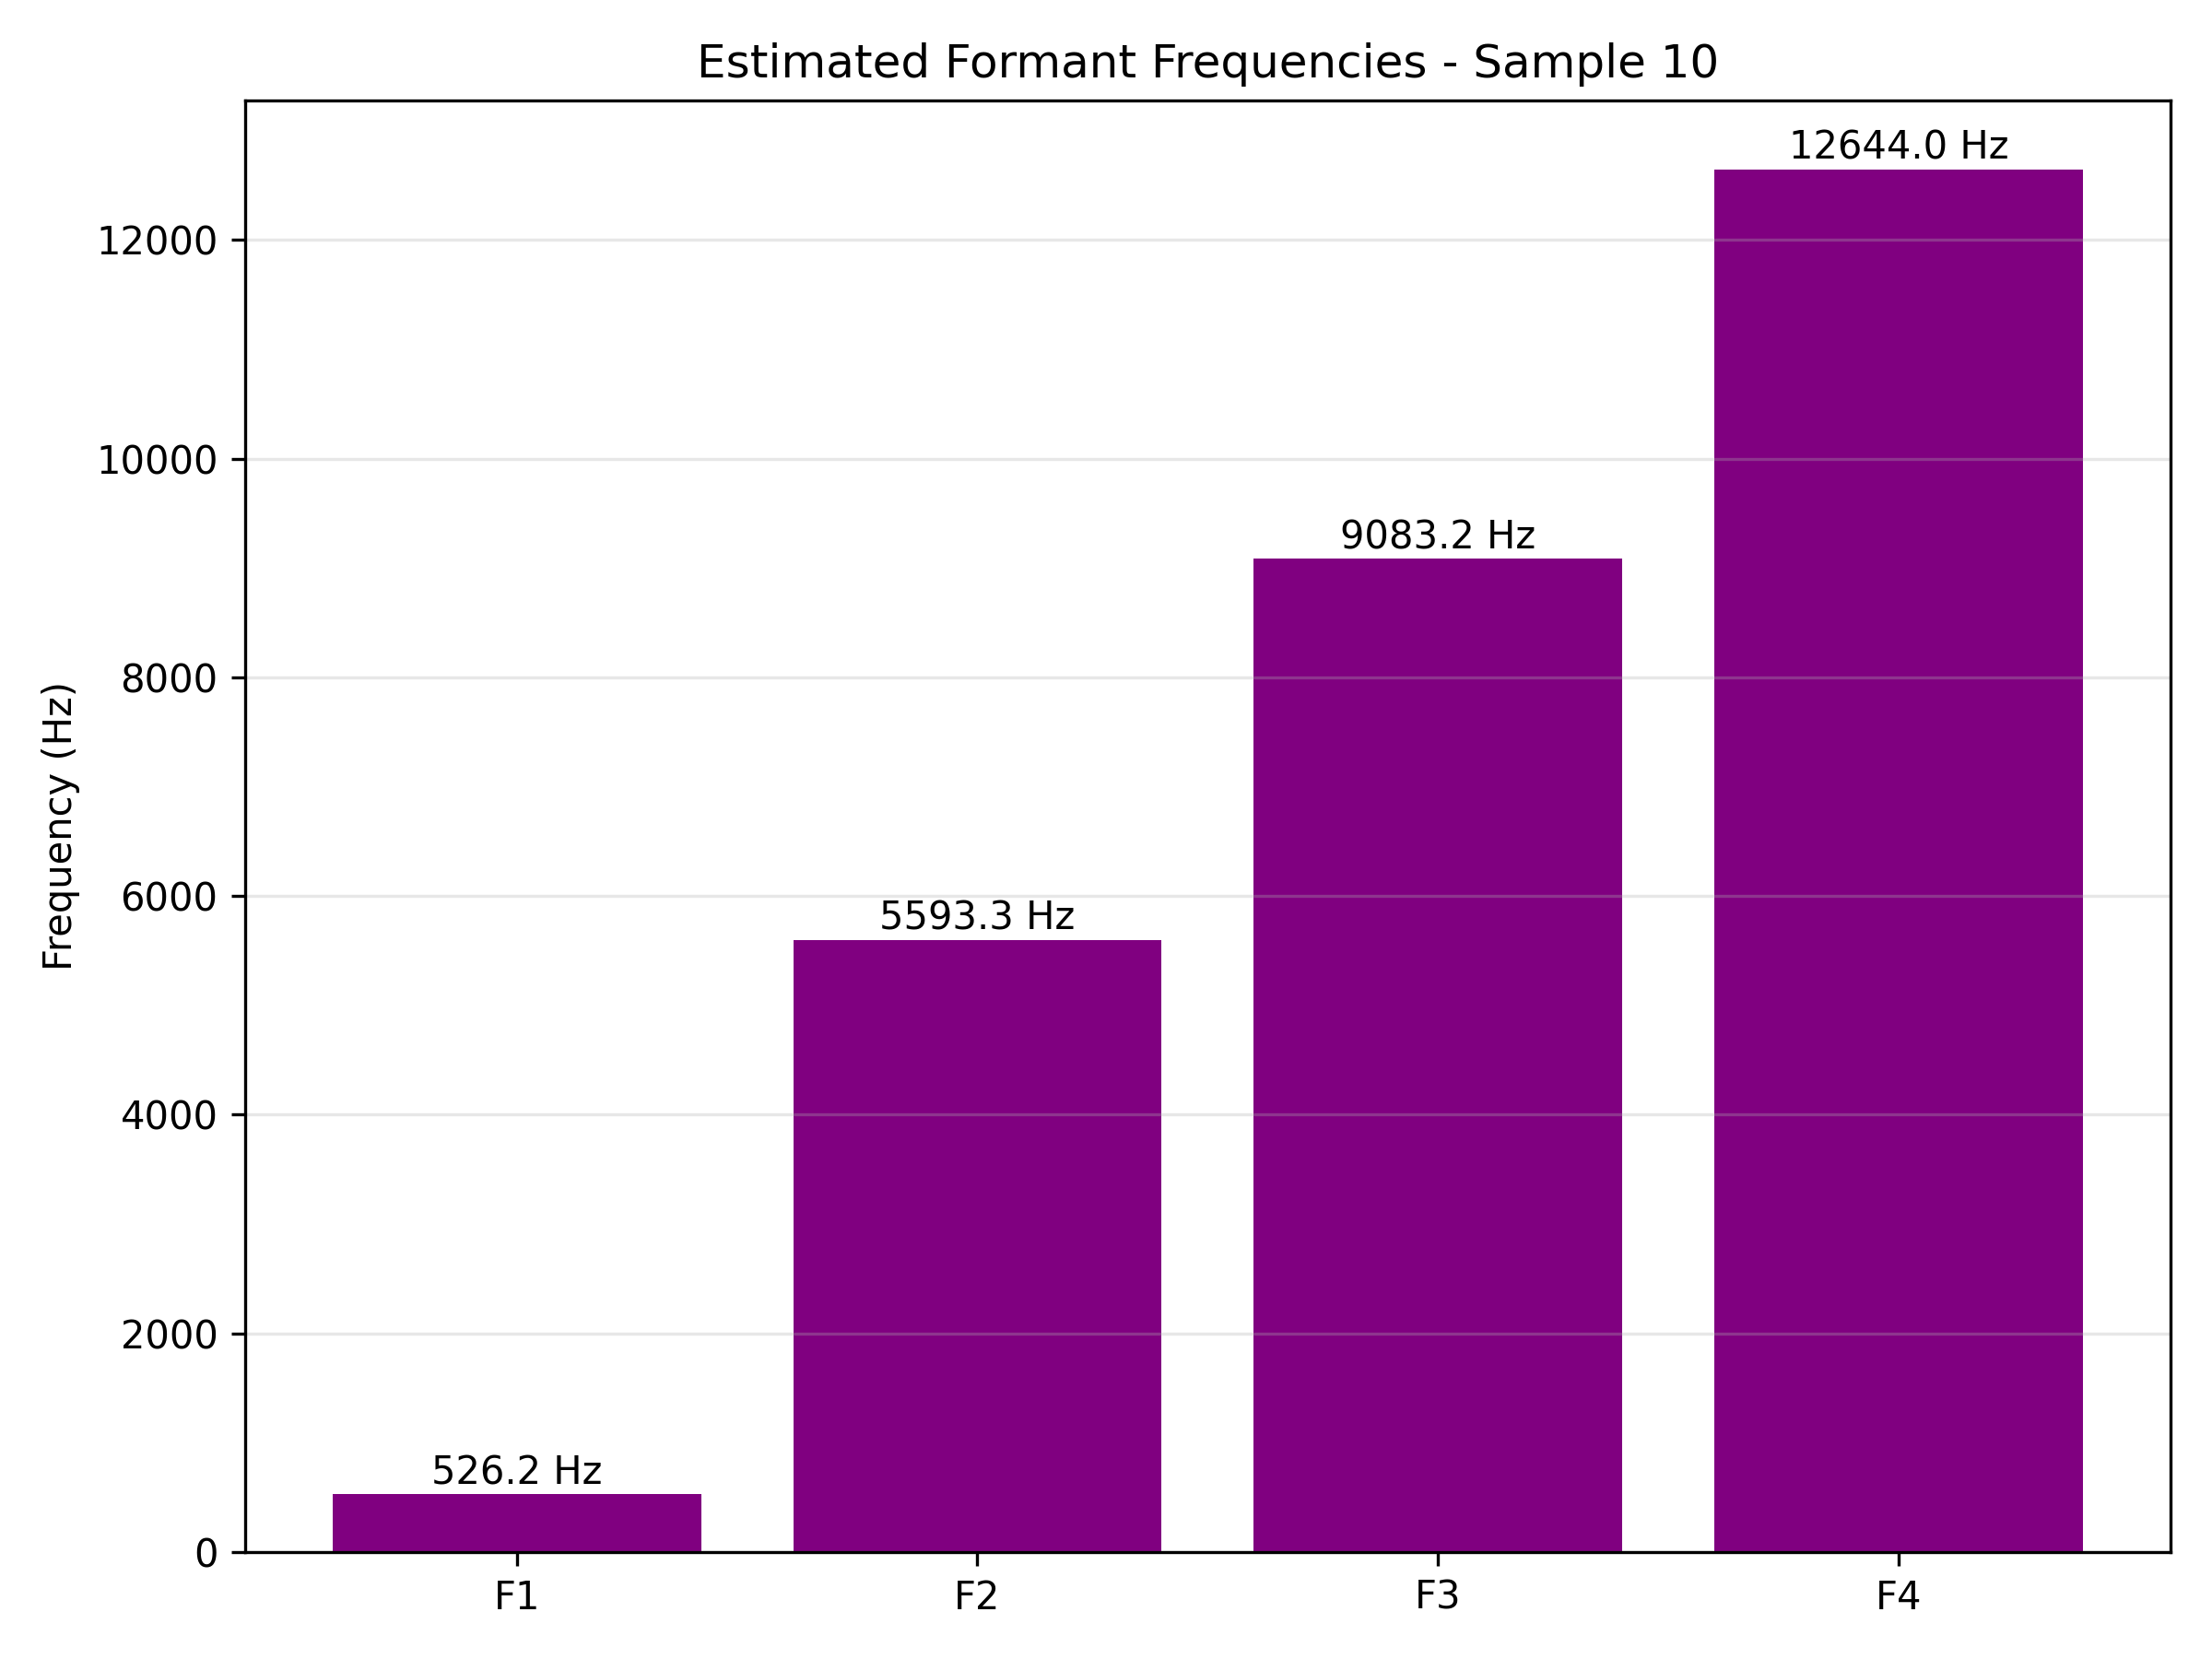 Estimated Formant Frequencies - Sample 10
12644.0 Hz
12000
10000
9083.2 Hz
8000
Frequency (Hz)
6000
5593.3 Hz
4000
2000
526.2 Hz
0
F1 F2 F3 F4